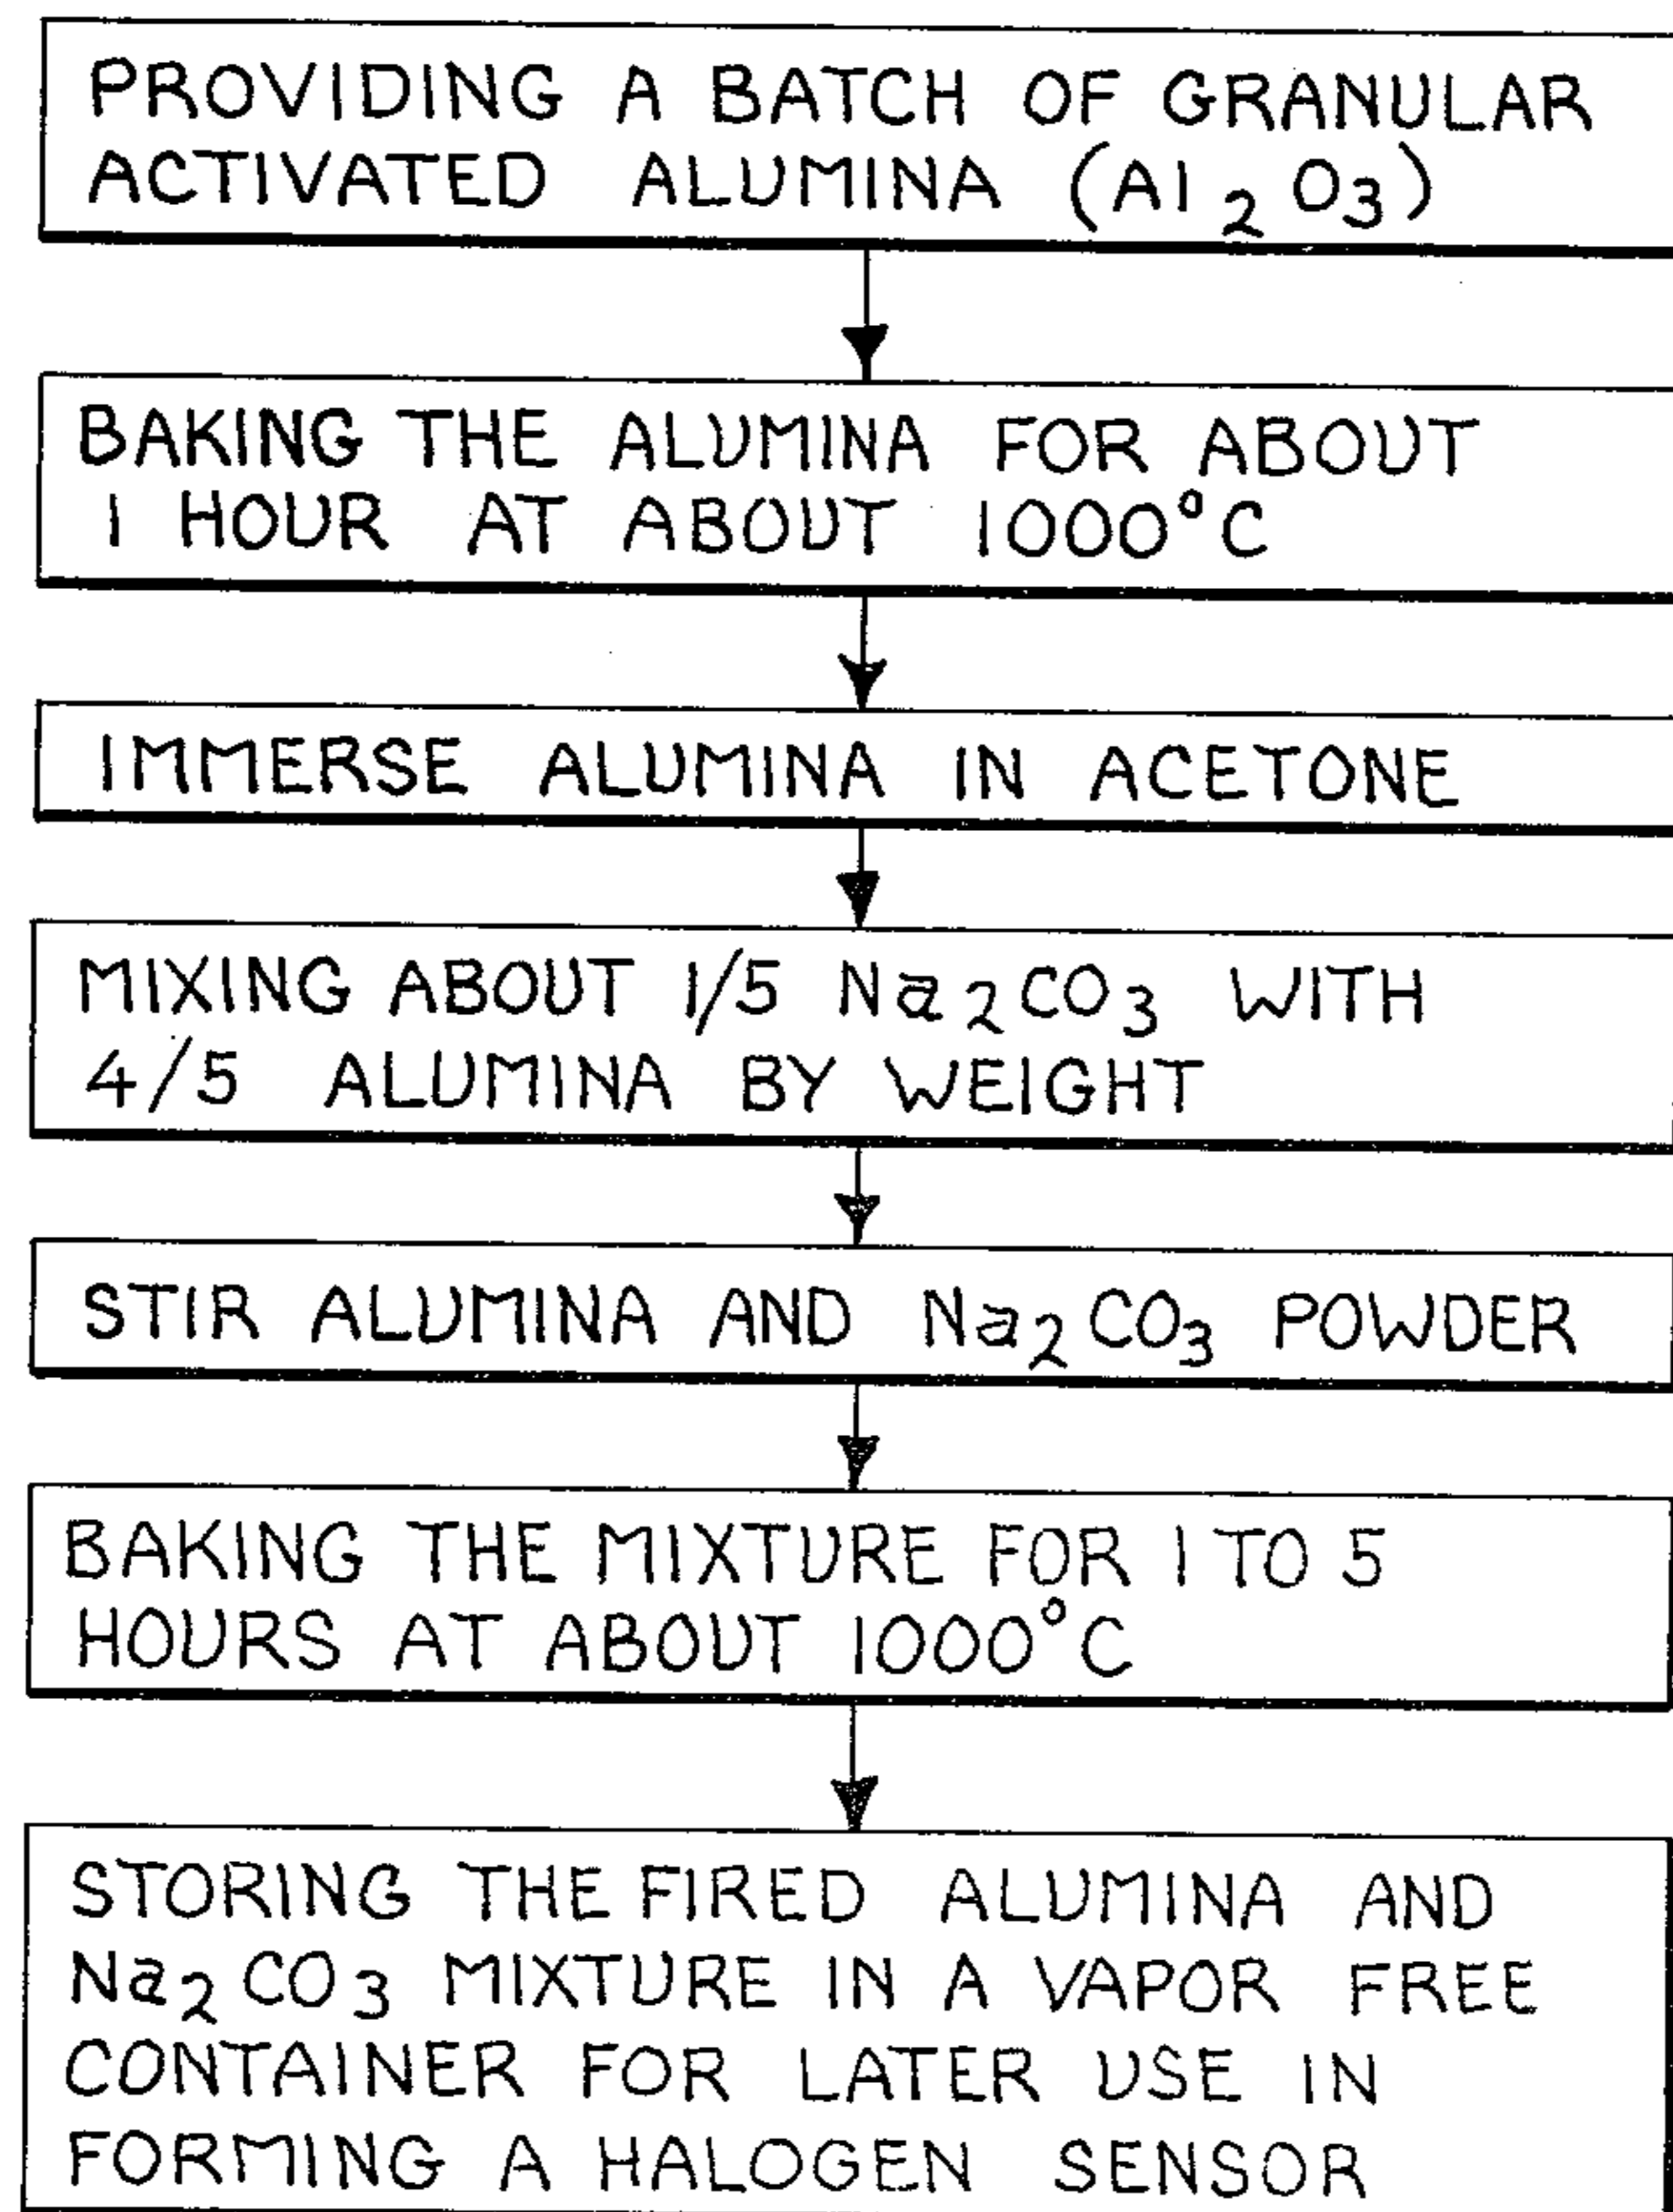 PROVIDING A BATCH OF GRANULAR
ACTIVATED ALUMINA (Al₂O₃)
BAKING THE ALUMINA FOR ABOUT
1 HOUR AT ABOUT 1000°C
IMMERSE ALUMINA IN ACETONE
MIXING ABOUT 1/5 Na₂CO₃ WITH
4/5 ALUMINA BY WEIGHT
STIR ALUMINA AND Na₂CO₃ POWDER
BAKING THE MIXTURE FOR 1 TO 5
HOURS AT ABOUT 1000°C
STORING THE FIRED ALUMINA AND
Na₂CO₃ MIXTURE IN A VAPOR FREE
CONTAINER FOR LATER USE IN
FORMING A HALOGEN SENSOR